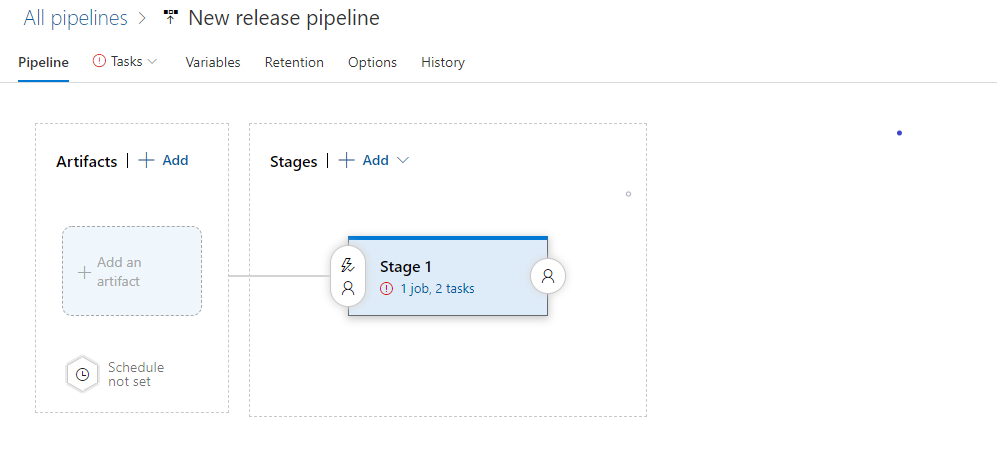 All pipelines > New release pipeline
Pipeline Tasks Variables Retention Options History
Artifacts | + Add
Stages | + Add
+ Add an
artifact
Stage 1
1 job, 2 tasks
Schedule
not set